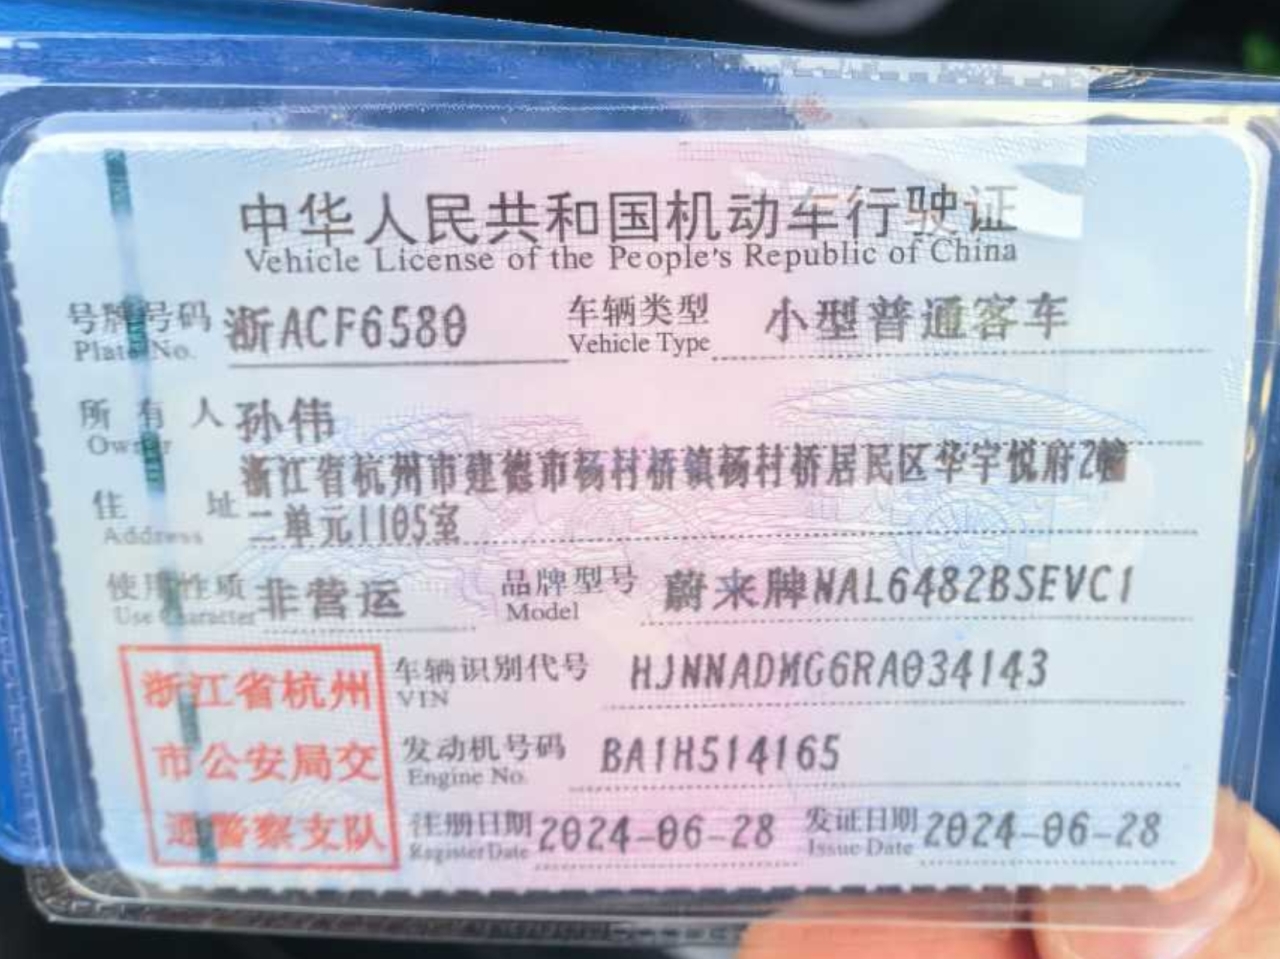 中华人民共和国机动车行驶证
Vehicle License of the People's Republic of China
号牌号码 浙ACF6580 车辆类型 小型普通客车
Plate No. Vehicle Type
所有人 孙伟
Owner
浙江省杭州市建德市杨村桥镇杨村桥居民区华宇悦府2幢
住址 二单元1105室
Address
使用性质 非营运 品牌型号 蔚来牌NAL6482BSEVC1
Use Character Model
浙江省杭州
市公安局交
通警察支队
车辆识别代号 HJNNADMG6RA034143
VIN
发动机号码 BA1H514165
Engine No.
注册日期 2024-06-28 发证日期 2024-06-28
Register Date Issue Date